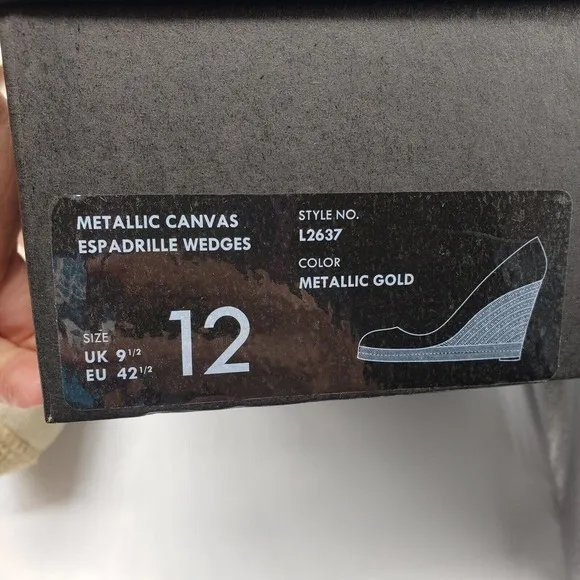 METALLIC CANVAS
ESPADRILLE WEDGES
STYLE NO.
L2637
COLOR
METALLIC GOLD
SIZE
UK 9 1/2
EU 42 1/2
12